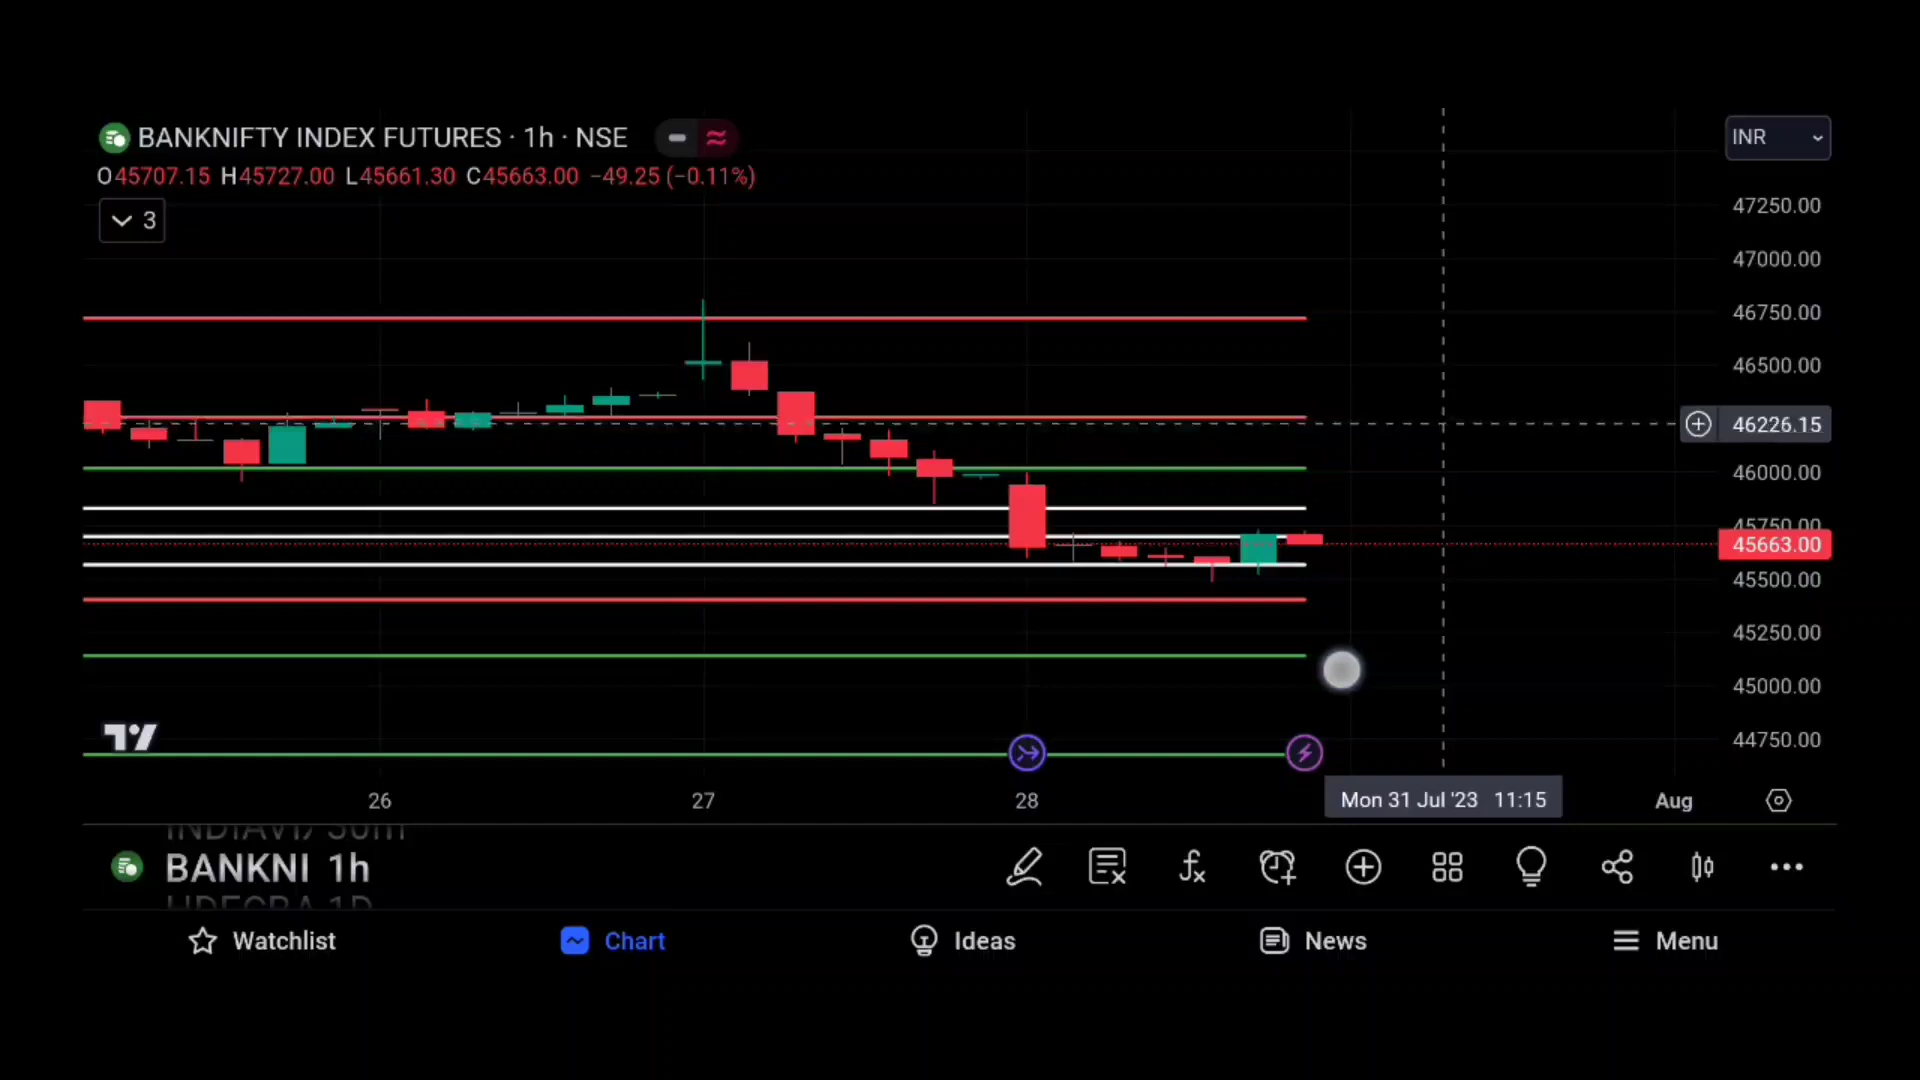 BANKNIFTY INDEX FUTURES · 1h · NSE
INR
O45707.15 H45727.00 L45661.30 C45663.00 −49.25 (−0.11%)
3
47250.00
47000.00
46750.00
46500.00
46226.15
46000.00
45750.00
45663.00
45500.00
45250.00
45000.00
44750.00
26 27 28 Mon 31 Jul '23 11:15 Aug
BANKNI 1h
Watchlist Chart Ideas News Menu